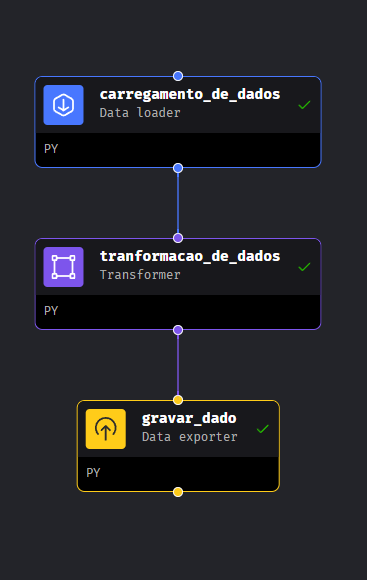 carregamento_de_dados
Data loader
PY
tranformacao_de_dados
Transformer
PY
gravar_dado
Data exporter
PY